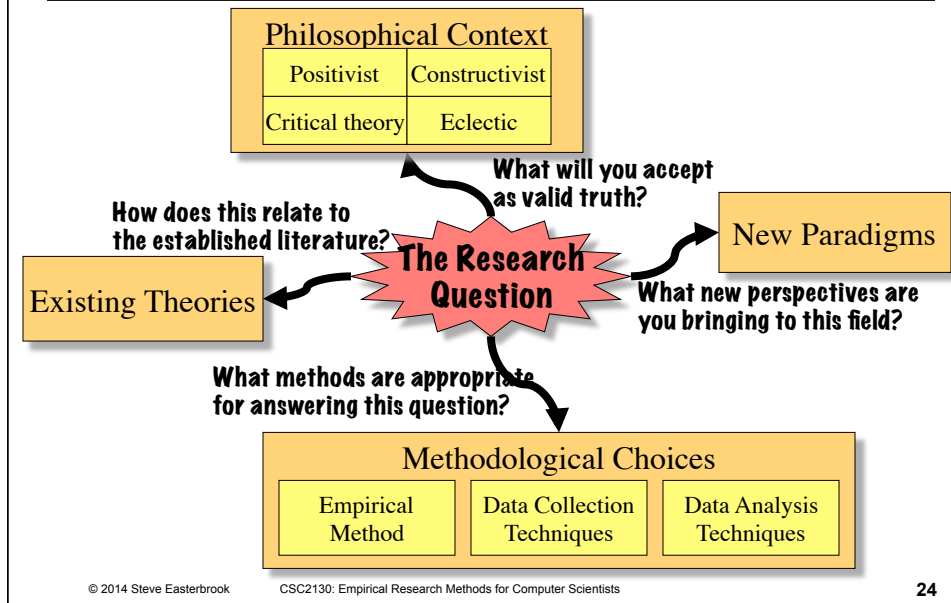 Philosophical Context
Positivist
Constructivist
Critical theory
Eclectic
What will you accept
as valid truth?
How does this relate to
the established literature?
New Paradigms
The Research
Question
Existing Theories
What new perspectives are
you bringing to this field?
What methods are appropriate
for answering this question?
Methodological Choices
Empirical
Method
Data Collection
Techniques
Data Analysis
Techniques
© 2014 Steve Easterbrook
CSC2130: Empirical Research Methods for Computer Scientists
24